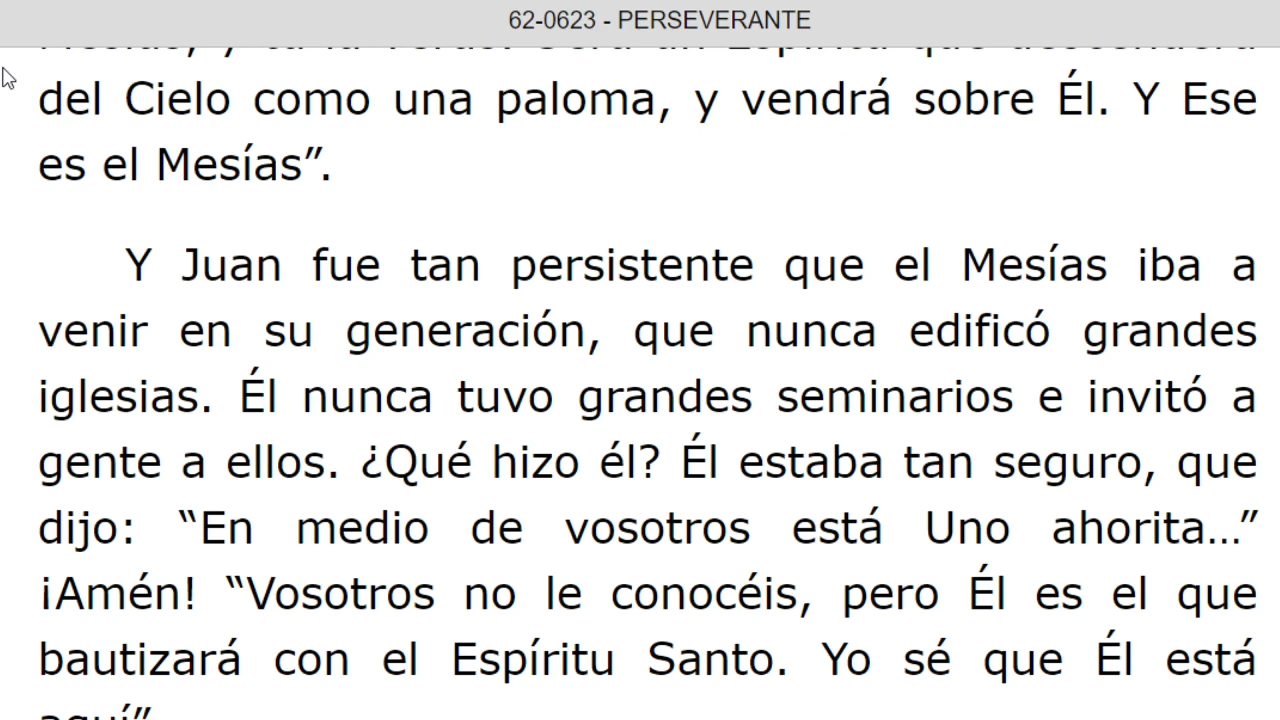 62-0623 - PERSEVERANTE
del Cielo como una paloma, y vendrá sobre Él. Y Ese
es el Mesías”.
Y Juan fue tan persistente que el Mesías iba a
venir en su generación, que nunca edificó grandes
iglesias. Él nunca tuvo grandes seminarios e invitó a
gente a ellos. ¿Qué hizo él? Él estaba tan seguro, que
dijo: “En medio de vosotros está Uno ahorita…”
¡Amén! “Vosotros no le conocéis, pero Él es el que
bautizará con el Espíritu Santo. Yo sé que Él está
aquí”